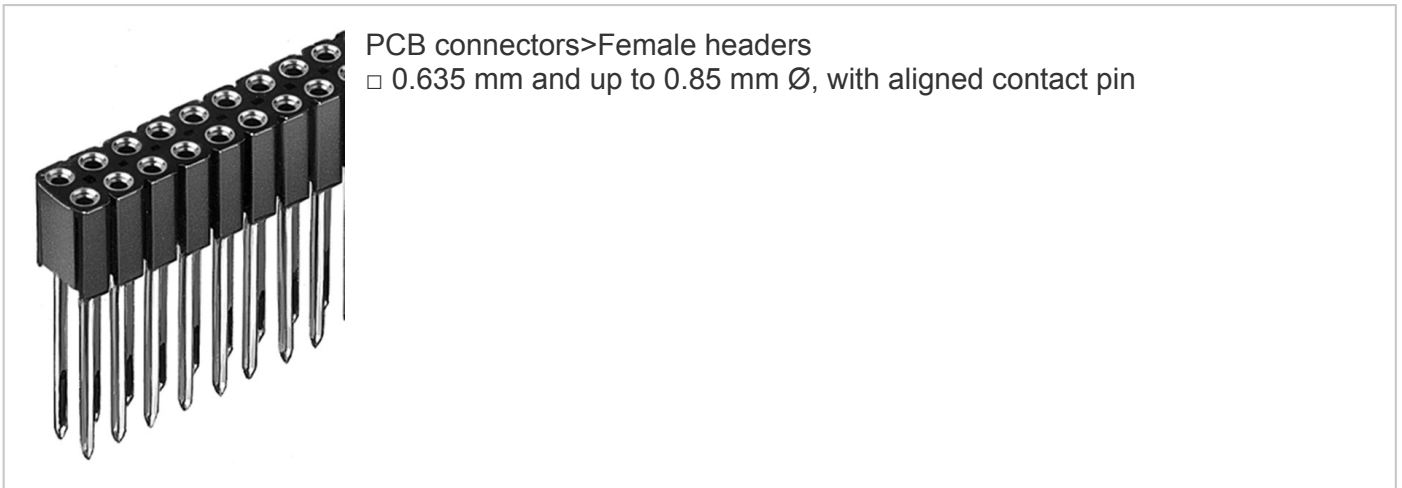 PCB connectors>Female headers
□ 0.635 mm and up to 0.85 mm Ø, with aligned contact pin